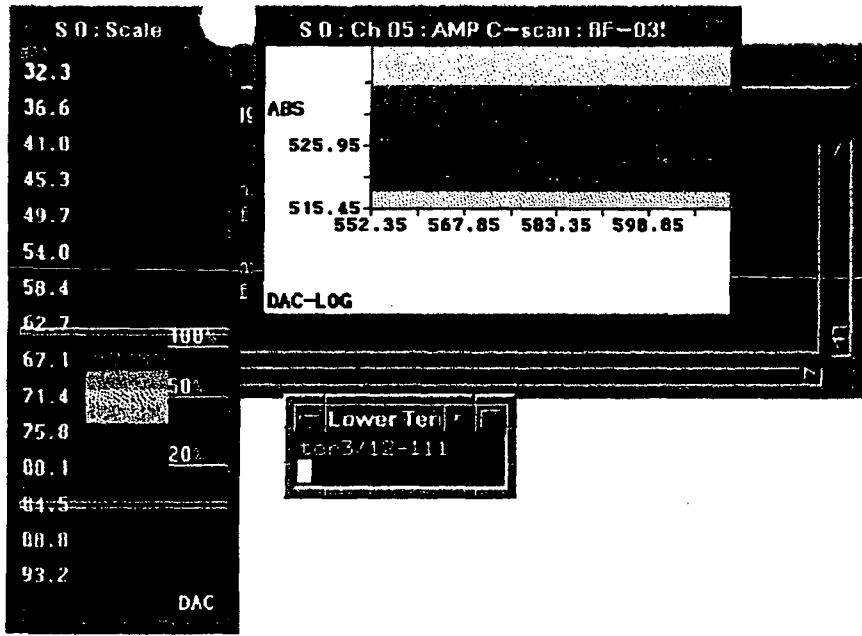 S 0 : Scale
32.3
36.6
41.0
45.3
49.7
54.0
58.4
62.7
67.1
71.4
75.8
80.1
84.5
88.8
93.2
100%
50%
20%
DAC
S 0 : Ch 05 : AMP C-scan : BF-03
ABS
525.95
515.45
552.35 567.85 583.35 598.85
DAC-LOG
Lower Ter
ter3/12-111